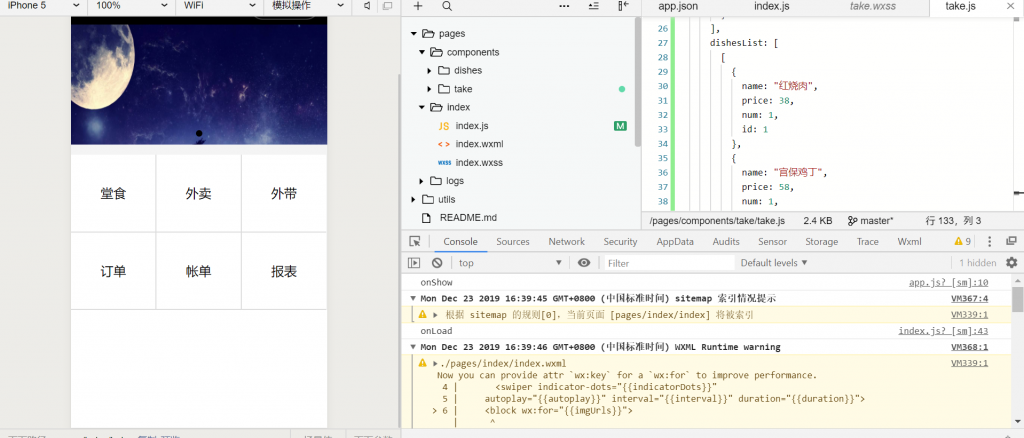 iPhone 5 100% WiFi 模拟操作
app.json index.js take.wxss take.js
堂食 外卖 外带
订单 帐单 报表
pages
components
dishes
take
index
index.js M
index.wxml
index.wxss
logs
utils
README.md
26 ],
27 dishesList: [
28 [
29 {
30 name: "红烧肉",
31 price: 38,
32 num: 1,
33 id: 1
34 },
35 {
36 name: "宫保鸡丁",
37 price: 58,
38 num: 1,
/pages/components/take/take.js 2.4 KB master* 行 133，列 3
Console Sources Network Security AppData Audits Sensor Storage Trace Wxml 9
top Filter Default levels 1 hidden
onShow app.js? [sm]:10
Mon Dec 23 2019 16:39:45 GMT+0800 (中国标准时间) sitemap 索引情况提示 VM367:4
根据 sitemap 的规则[0]，当前页面 [pages/index/index] 将被索引 VM339:1
onLoad index.js? [sm]:43
Mon Dec 23 2019 16:39:46 GMT+0800 (中国标准时间) WXML Runtime warning VM368:1
./pages/index/index.wxml VM339:1
Now you can provide attr `wx:key` for a `wx:for` to improve performance.
4 | <swiper indicator-dots="{{indicatorDots}}"
5 | autoplay="{{autoplay}}" interval="{{interval}}" duration="{{duration}}">
> 6 | <block wx:for="{{imgUrls}}">
| ^